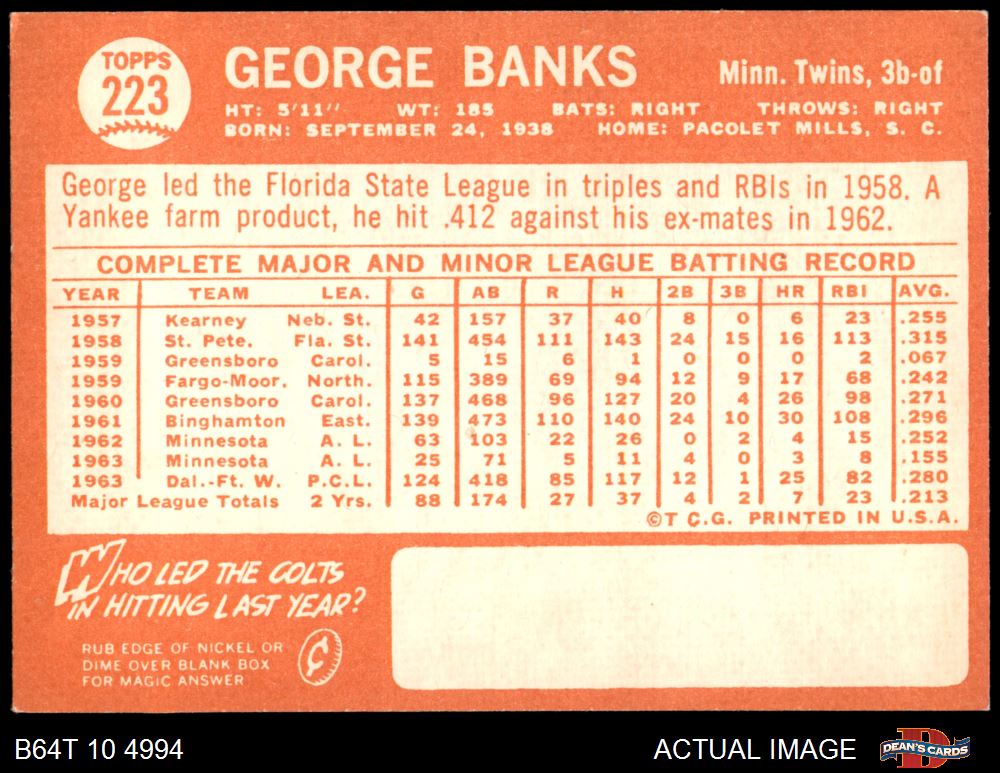 TOPPS
223
GEORGE BANKS
Minn. Twins, 3b-of
HT: 5'11" WT: 185 BATS: RIGHT THROWS: RIGHT
BORN: SEPTEMBER 24, 1938 HOME: PACOLET MILLS, S. C.
George led the Florida State League in triples and RBIs in 1958. A
Yankee farm product, he hit .412 against his ex-mates in 1962.
COMPLETE MAJOR AND MINOR LEAGUE BATTING RECORD
YEAR TEAM LEA. G AB R H 2B 3B HR RBI AVG.
1957 Kearney Neb. St. 42 157 37 40 8 0 6 23 .255
1958 St. Pete. Fla. St. 141 454 111 143 24 15 16 113 .315
1959 Greensboro Carol. 5 15 6 1 0 0 0 2 .067
1959 Fargo-Moor. North. 115 389 69 94 12 9 17 68 .242
1960 Greensboro Carol. 137 468 96 127 20 4 26 98 .271
1961 Binghamton East. 139 473 110 140 24 10 30 108 .296
1962 Minnesota A. L. 63 103 22 26 0 2 4 15 .252
1963 Minnesota A. L. 25 71 5 11 4 0 3 8 .155
1963 Dal.-Ft. W. P.C.L. 124 418 85 117 12 1 25 82 .280
Major League Totals 2 Yrs. 88 174 27 37 4 2 7 23 .213
©T C.G. PRINTED IN U.S.A.
WHO LED THE COLTS
IN HITTING LAST YEAR?
RUB EDGE OF NICKEL OR
DIME OVER BLANK BOX
FOR MAGIC ANSWER
¢
B64T 10 4994
ACTUAL IMAGE
DEAN'S CARDS